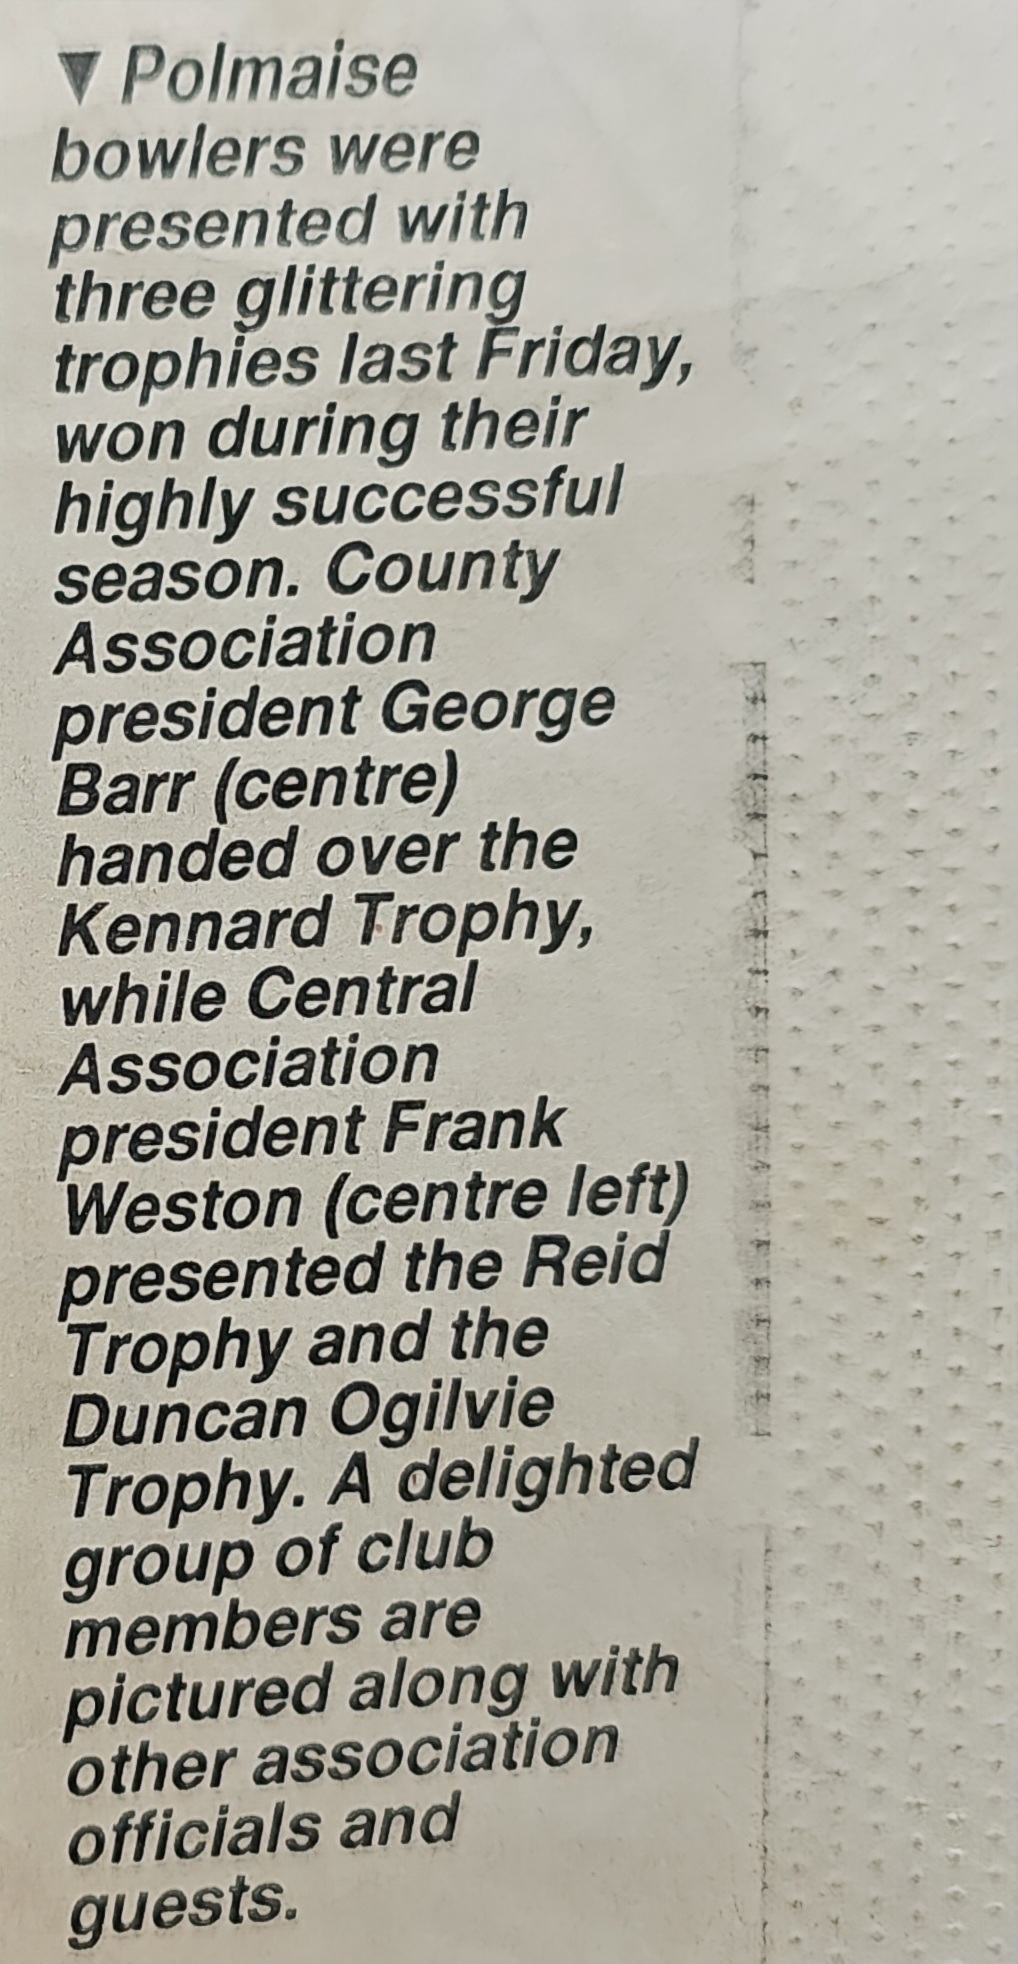 ▼ Polmaise
bowlers were
presented with
three glittering
trophies last Friday,
won during their
highly successful
season. County
Association
president George
Barr (centre)
handed over the
Kennard Trophy,
while Central
Association
president Frank
Weston (centre left)
presented the Reid
Trophy and the
Duncan Ogilvie
Trophy. A delighted
group of club
members are
pictured along with
other association
officials and
guests.